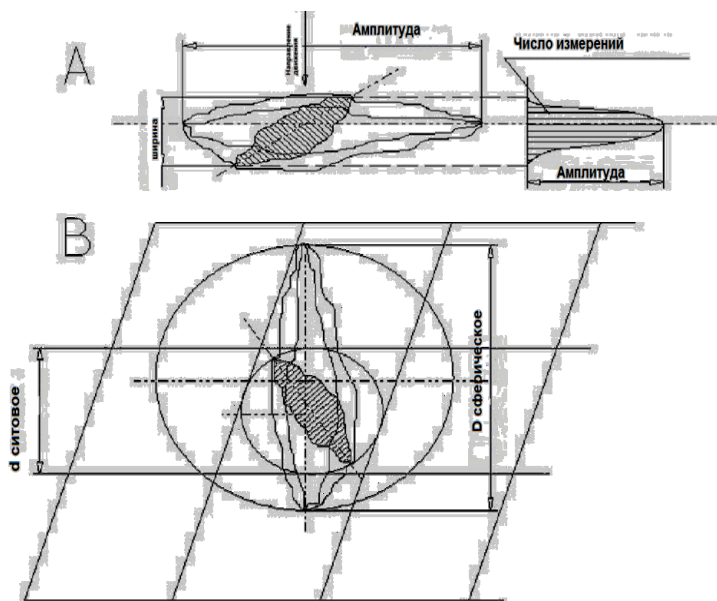 A
Амплитуда
Направление
движения
Число измерений
ширина
Амплитуда
B
d ситовое
D сферическое